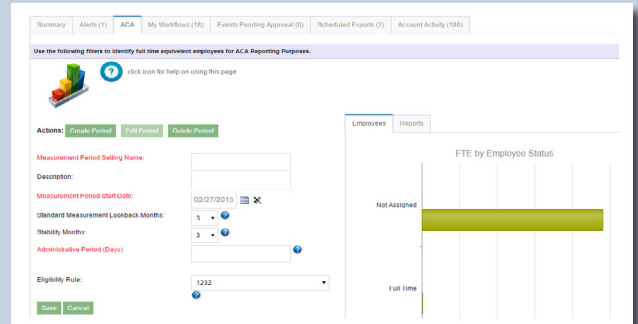 Summary Alerts (1) ACA My Workflows (18) Events Pending Approval (0) Scheduled Exports (2) Account Activity (180)
Use the following filters to identify full time equivelent employees for ACA Reporting Purposes.
? click icon for help on using this page
Employees Reports
Actions: Create Period Edit Period Delete Period
FTE by Employee Status
Measurement Period Setting Name:
Description:
Measurement Period Start Date: 02/27/2015
Not Assigned
Standard Measurement Lookback Months: 3 ?
Stability Months: 3 ?
Administrative Period (Days): ?
Eligibility Rule: 1232
?
Full Time
Save Cancel